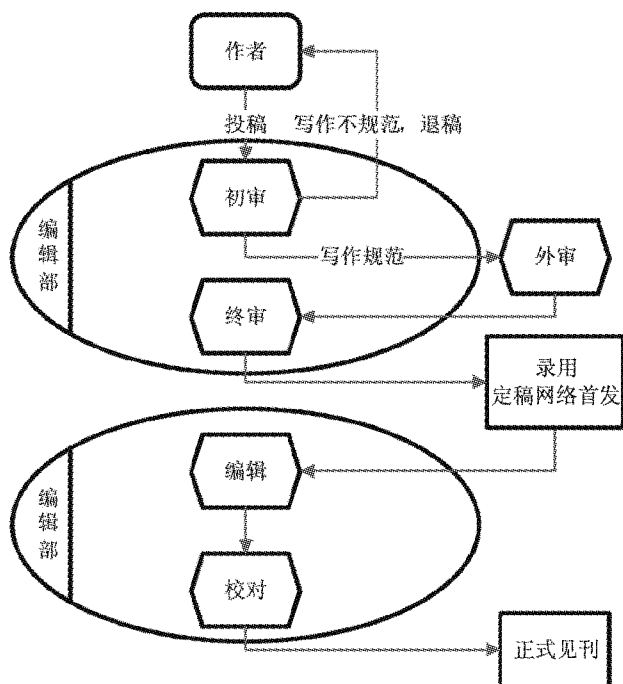 作者
投稿
写作不规范，退稿
初审
编辑部
写作规范
外审
终审
录用
定稿网络首发
编辑
编辑部
校对
正式见刊